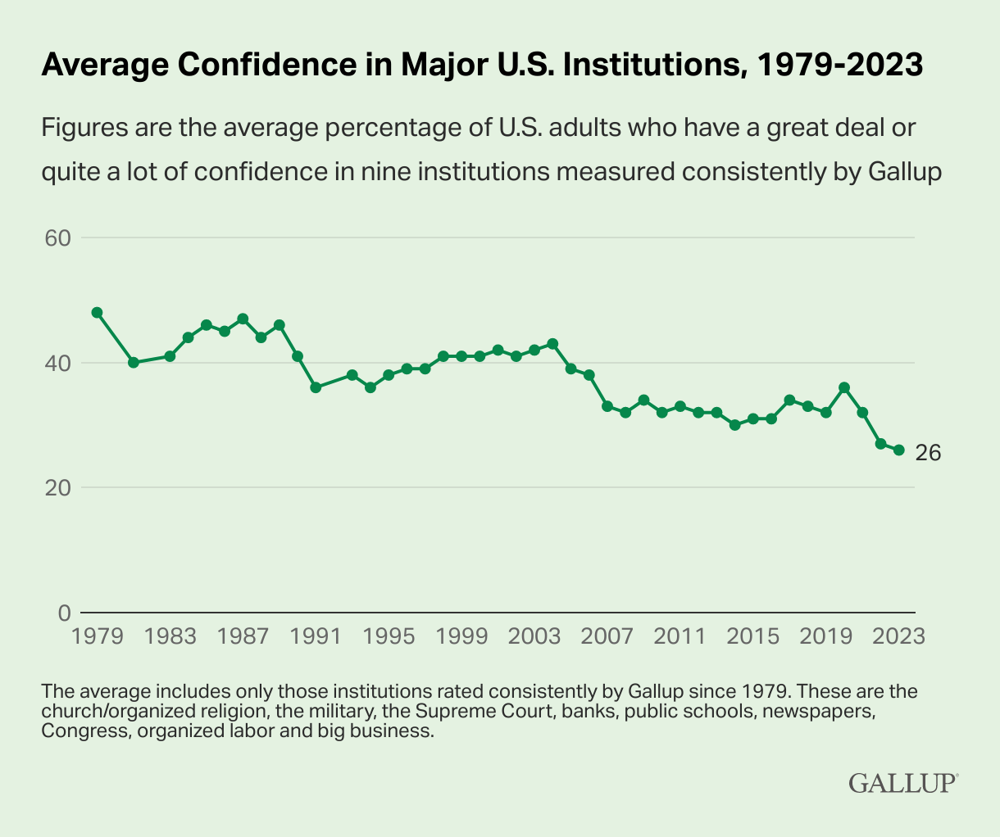 Average Confidence in Major U.S. Institutions, 1979-2023
Figures are the average percentage of U.S. adults who have a great deal or
quite a lot of confidence in nine institutions measured consistently by Gallup
60
40
26
20
0
1979 1983 1987 1991 1995 1999 2003 2007 2011 2015 2019 2023
The average includes only those institutions rated consistently by Gallup since 1979. These are the
church/organized religion, the military, the Supreme Court, banks, public schools, newspapers,
Congress, organized labor and big business.
GALLUP®